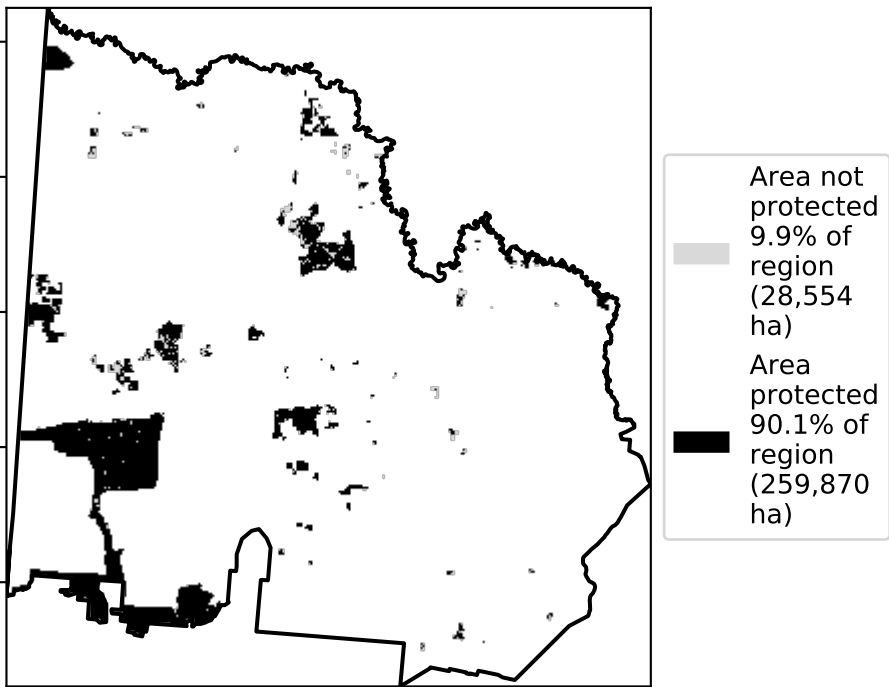 Area not
protected
9.9% of
region
(28,554
ha)
Area
protected
90.1% of
region
(259,870
ha)